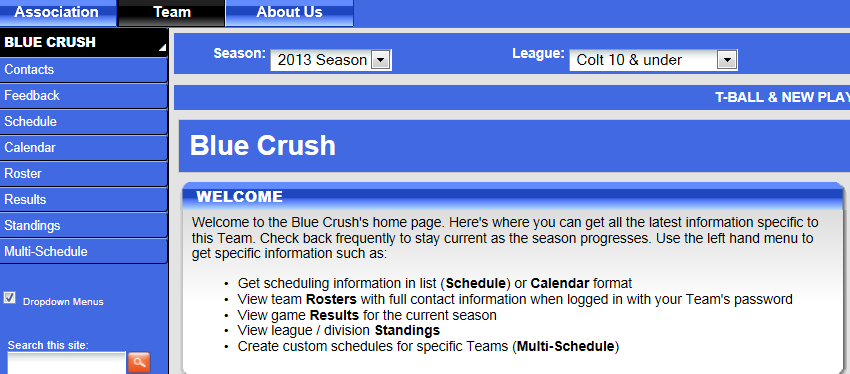 Association Team About Us
BLUE CRUSH
Contacts
Feedback
Schedule
Calendar
Roster
Results
Standings
Multi-Schedule
Dropdown Menus
Search this site:
Season: 2013 Season League: Colt 10 & under
T-BALL & NEW PLAY
Blue Crush
WELCOME
Welcome to the Blue Crush's home page. Here's where you can get all the latest information specific to
this Team. Check back frequently to stay current as the season progresses. Use the left hand menu to
get specific information such as:
• Get scheduling information in list (Schedule) or Calendar format
• View team Rosters with full contact information when logged in with your Team's password
• View game Results for the current season
• View league / division Standings
• Create custom schedules for specific Teams (Multi-Schedule)